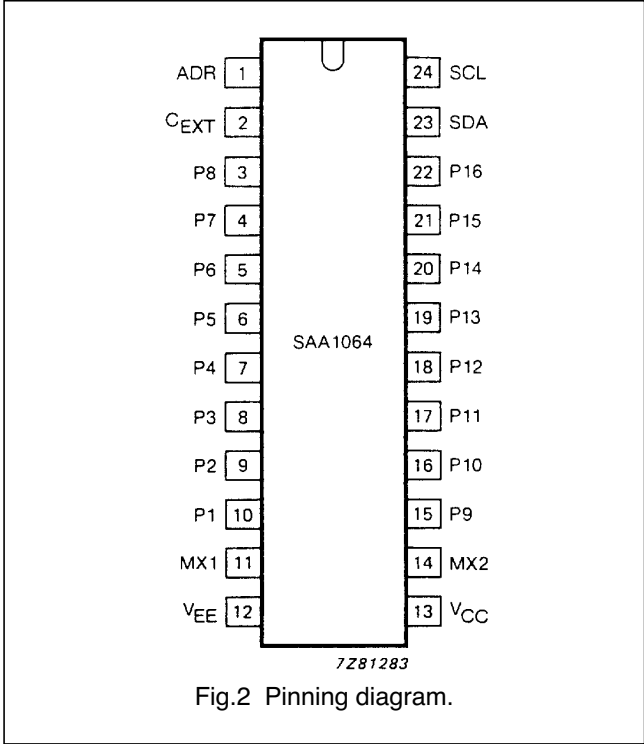 ADR 1 24 SCL
CEXT 2 23 SDA
P8 3 22 P16
P7 4 21 P15
P6 5 20 P14
P5 6 19 P13
SAA1064
P4 7 18 P12
P3 8 17 P11
P2 9 16 P10
P1 10 15 P9
MX1 11 14 MX2
VEE 12 13 VCC
7Z81283
Fig.2 Pinning diagram.